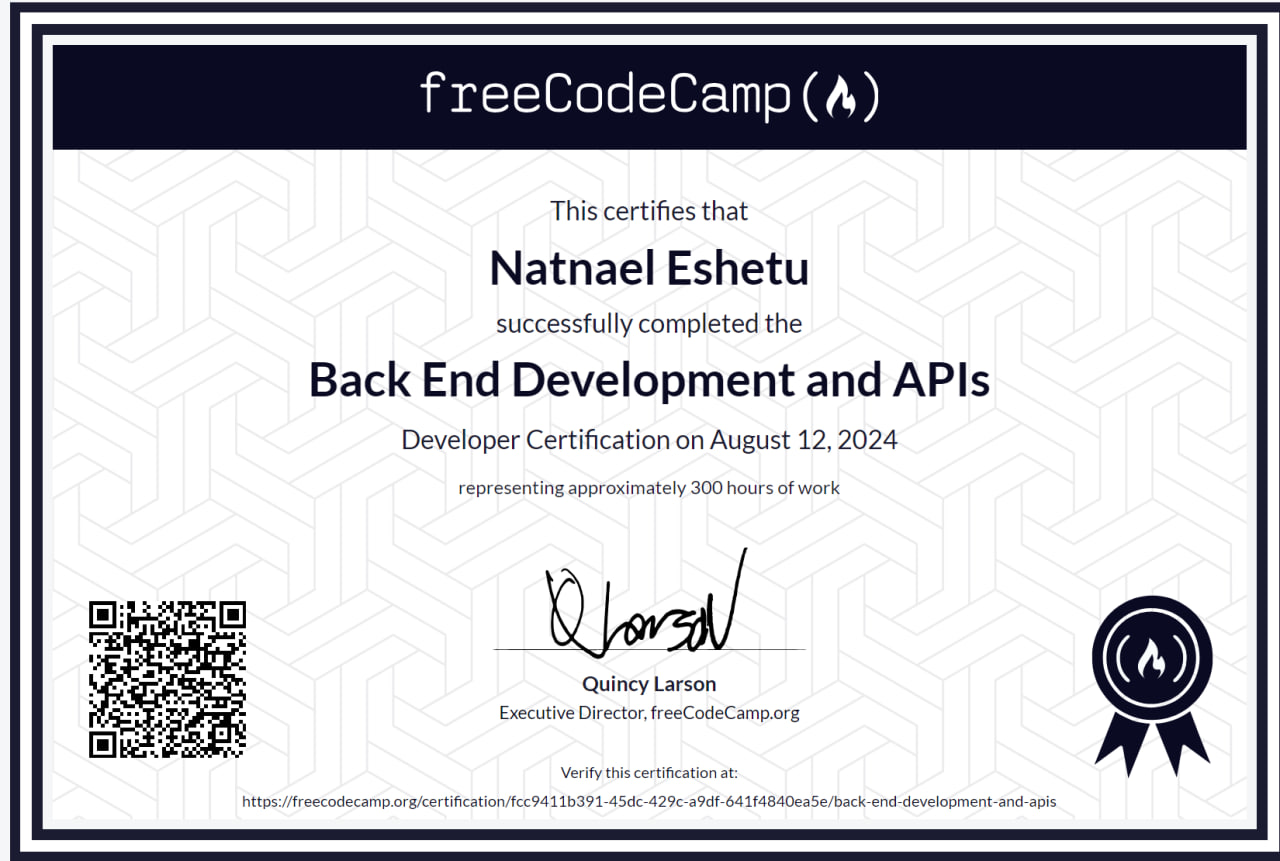 freeCodeCamp
This certifies that
Natnael Eshetu
successfully completed the
Back End Development and APIs
Developer Certification on August 12, 2024
representing approximately 300 hours of work
Quincy Larson
Executive Director, freeCodeCamp.org
Verify this certification at:
https://freecodecamp.org/certification/fcc9411b391-45dc-429c-a9df-641f4840ea5e/back-end-development-and-apis